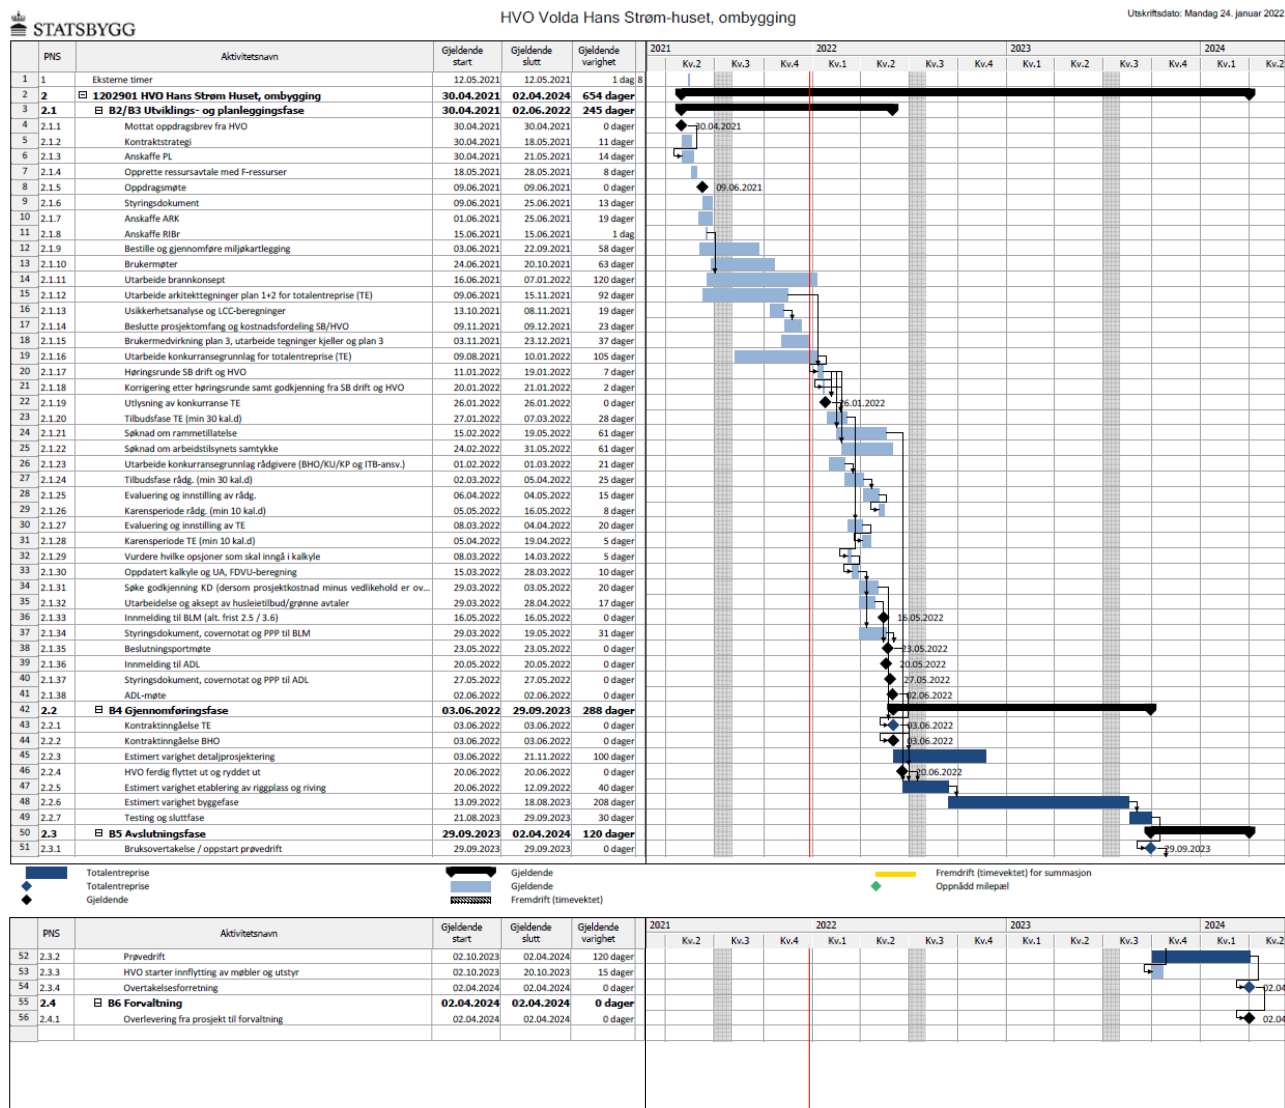 STATSBYGG
HVO Volda Hans Strøm-huset, ombygging
Utskriftsdato: Mandag 24. januar 2022
PNS Aktivitetsnavn Gjeldende start Gjeldende slutt Gjeldende varighet 2021 2022 2023 2024
Kv.2 Kv.3 Kv.4 Kv.1 Kv.2 Kv.3 Kv.4 Kv.1 Kv.2 Kv.3 Kv.4 Kv.1 Kv.2
1 1 Eksterne timer 12.05.2021 12.05.2021 1 dag 8
2 2 1202901 HVO Hans Strøm Huset, ombygging 30.04.2021 02.04.2024 654 dager
3 2.1 B2/B3 Utviklings- og planleggingsfase 30.04.2021 02.06.2022 245 dager
4 2.1.1 Mottat oppdragsbrev fra HVO 30.04.2021 30.04.2021 0 dager 30.04.2021
5 2.1.2 Kontraktstrategi 30.04.2021 18.05.2021 11 dager
6 2.1.3 Anskaffe PL 30.04.2021 21.05.2021 14 dager
7 2.1.4 Opprette ressursavtale med F-ressurser 18.05.2021 28.05.2021 8 dager
8 2.1.5 Oppdragsmøte 09.06.2021 09.06.2021 0 dager 09.06.2021
9 2.1.6 Styringsdokument 09.06.2021 25.06.2021 13 dager
10 2.1.7 Anskaffe ARK 01.06.2021 25.06.2021 19 dager
11 2.1.8 Anskaffe RIBr 15.06.2021 15.06.2021 1 dag
12 2.1.9 Bestille og gjennomføre miljøkartlegging 03.06.2021 22.09.2021 58 dager
13 2.1.10 Brukermøter 24.06.2021 20.10.2021 63 dager
14 2.1.11 Utarbeide brannkonsept 16.06.2021 07.01.2022 120 dager
15 2.1.12 Utarbeide arkitekttegninger plan 1+2 for totalentreprise (TE) 09.06.2021 15.11.2021 92 dager
16 2.1.13 Usikkerhetsanalyse og LCC-beregninger 13.10.2021 08.11.2021 19 dager
17 2.1.14 Beslutte prosjektomfang og kostnadsfordeling SB/HVO 09.11.2021 09.12.2021 23 dager
18 2.1.15 Brukermedvirkning plan 3, utarbeide tegninger kjeller og plan 3 03.11.2021 23.12.2021 37 dager
19 2.1.16 Utarbeide konkurransegrunnlag for totalentreprise (TE) 09.08.2021 10.01.2022 105 dager
20 2.1.17 Høringsrunde SB drift og HVO 11.01.2022 19.01.2022 7 dager
21 2.1.18 Korrigering etter høringsrunde samt godkjenning fra SB drift og HVO 20.01.2022 21.01.2022 2 dager
22 2.1.19 Utlysning av konkurranse TE 26.01.2022 26.01.2022 0 dager 26.01.2022
23 2.1.20 Tilbudsfase TE (min 30 kal.d) 27.01.2022 07.03.2022 28 dager
24 2.1.21 Søknad om rammetillatelse 15.02.2022 19.05.2022 61 dager
25 2.1.22 Søknad om arbeidstilsynets samtykke 24.02.2022 31.05.2022 61 dager
26 2.1.23 Utarbeide konkurransegrunnlag rådgivere (BHO/KU/KP og ITB-ansv.) 01.02.2022 01.03.2022 21 dager
27 2.1.24 Tilbudsfase rådg. (min 30 kal.d) 02.03.2022 05.04.2022 25 dager
28 2.1.25 Evaluering og innstilling av rådg. 06.04.2022 04.05.2022 15 dager
29 2.1.26 Karensperiode rådg. (min 10 kal.d) 05.05.2022 16.05.2022 8 dager
30 2.1.27 Evaluering og innstilling av TE 08.03.2022 04.04.2022 20 dager
31 2.1.28 Karensperiode TE (min 10 kal.d) 05.04.2022 19.04.2022 5 dager
32 2.1.29 Vurdere hvilke opsjoner som skal inngå i kalkyle 08.03.2022 14.03.2022 5 dager
33 2.1.30 Oppdatert kalkyle og UA, FDVU-beregning 15.03.2022 28.03.2022 10 dager
34 2.1.31 Søke godkjenning KD (dersom prosjektkostnad minus vedlikehold er ov... 29.03.2022 03.05.2022 20 dager
35 2.1.32 Utarbeidelse og aksept av husleietilbud/grønne avtaler 29.03.2022 28.04.2022 17 dager
36 2.1.33 Innmelding til BLM (alt. frist 2.5 / 3.6) 16.05.2022 16.05.2022 0 dager 16.05.2022
37 2.1.34 Styringsdokument, covernotat og PPP til BLM 29.03.2022 19.05.2022 31 dager
38 2.1.35 Beslutningsportmøte 23.05.2022 23.05.2022 0 dager 23.05.2022
39 2.1.36 Innmelding til ADL 20.05.2022 20.05.2022 0 dager 20.05.2022
40 2.1.37 Styringsdokument, covernotat og PPP til ADL 27.05.2022 27.05.2022 0 dager 27.05.2022
41 2.1.38 ADL-møte 02.06.2022 02.06.2022 0 dager 02.06.2022
42 2.2 B4 Gjennomføringsfase 03.06.2022 29.09.2023 288 dager
43 2.2.1 Kontraktinngåelse TE 03.06.2022 03.06.2022 0 dager 03.06.2022
44 2.2.2 Kontraktinngåelse BHO 03.06.2022 03.06.2022 0 dager 03.06.2022
45 2.2.3 Estimert varighet detaljprosjektering 03.06.2022 21.11.2022 100 dager
46 2.2.4 HVO ferdig flyttet ut og ryddet ut 20.06.2022 20.06.2022 0 dager 20.06.2022
47 2.2.5 Estimert varighet etablering av riggplass og riving 20.06.2022 12.09.2022 40 dager
48 2.2.6 Estimert varighet byggefase 13.09.2022 18.08.2023 208 dager
49 2.2.7 Testing og sluttfase 21.08.2023 29.09.2023 30 dager
50 2.3 B5 Avslutningsfase 29.09.2023 02.04.2024 120 dager
51 2.3.1 Bruksovertakelse / oppstart prøvedrift 29.09.2023 29.09.2023 0 dager 29.09.2023
Totalentreprise Gjeldende Fremdrift (timevektet) for summasjon
Totalentreprise Gjeldende Oppnådd milepæl
Gjeldende Fremdrift (timevektet)
PNS Aktivitetsnavn Gjeldende start Gjeldende slutt Gjeldende varighet 2021 2022 2023 2024
Kv.2 Kv.3 Kv.4 Kv.1 Kv.2 Kv.3 Kv.4 Kv.1 Kv.2 Kv.3 Kv.4 Kv.1 Kv.2
52 2.3.2 Prøvedrift 02.10.2023 02.04.2024 120 dager
53 2.3.3 HVO starter innflytting av møbler og utstyr 02.10.2023 20.10.2023 15 dager
54 2.3.4 Overtakelsesforretning 02.04.2024 02.04.2024 0 dager 02.04
55 2.4 B6 Forvaltning 02.04.2024 02.04.2024 0 dager
56 2.4.1 Overlevering fra prosjekt til forvaltning 02.04.2024 02.04.2024 0 dager 02.04